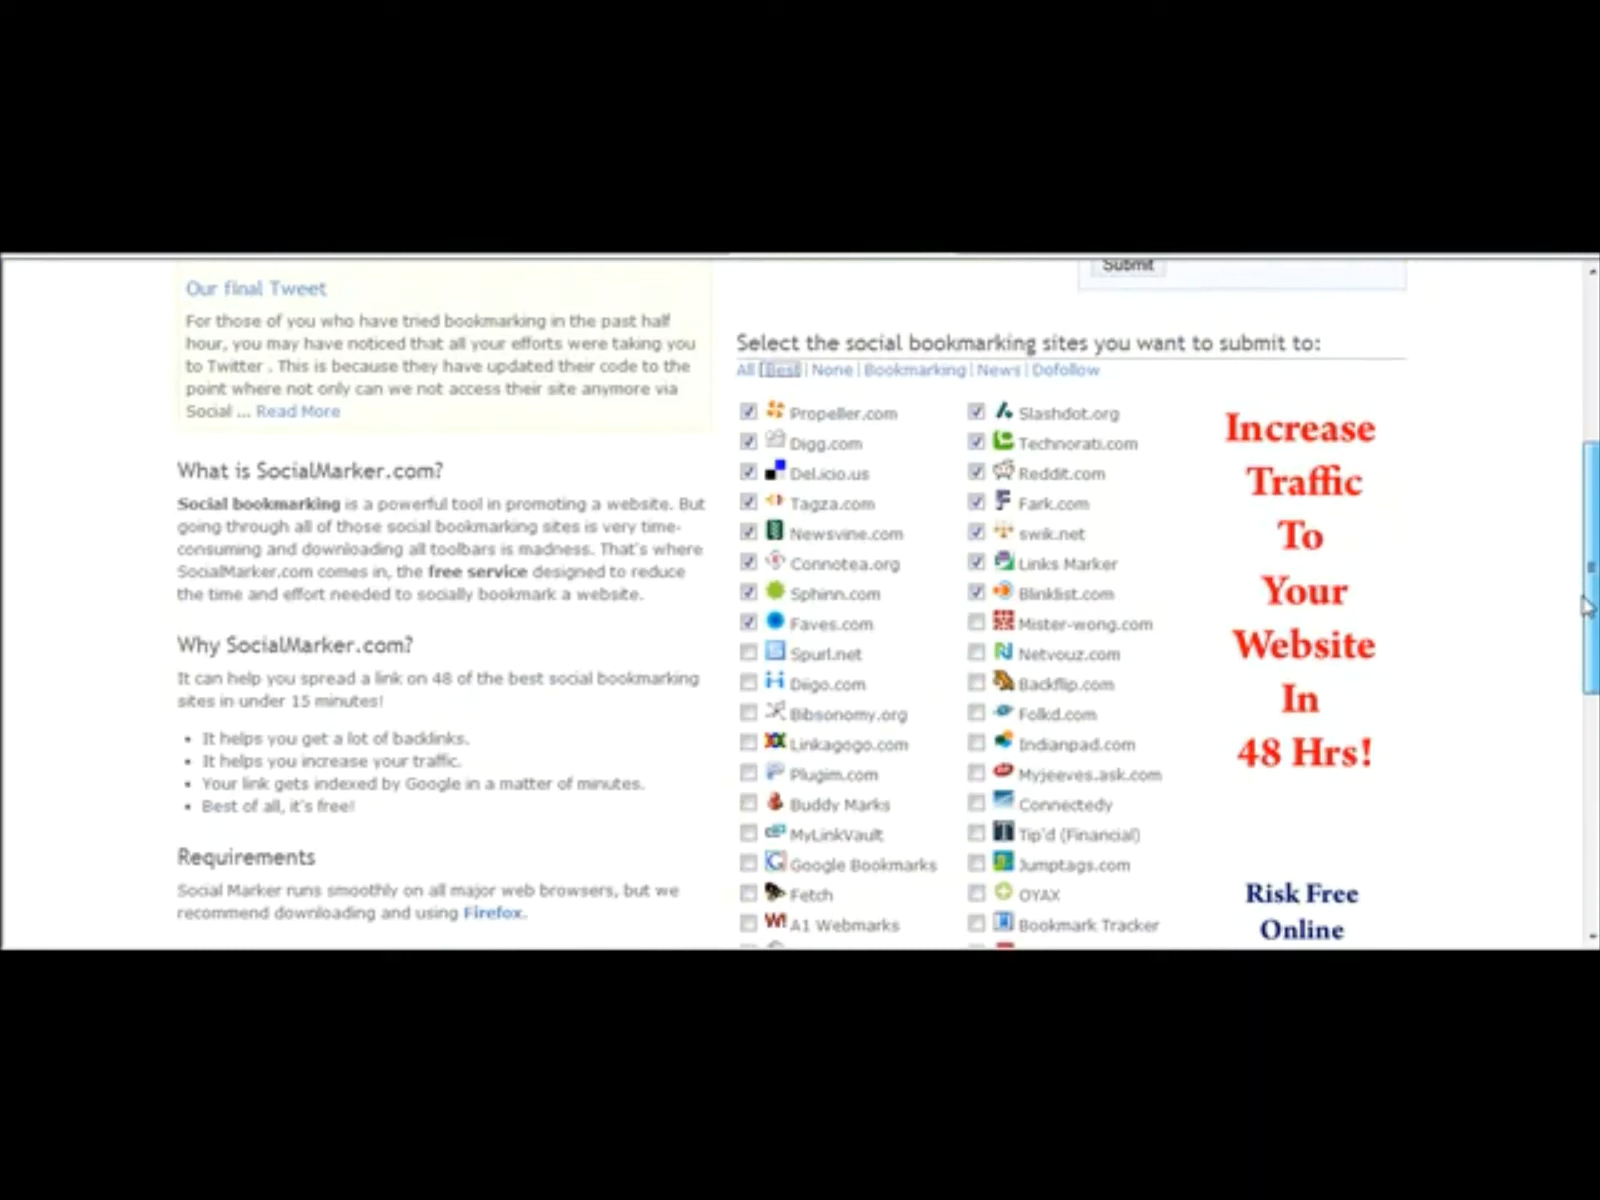 Submit
Our final Tweet
For those of you who have tried bookmarking in the past half
hour, you may have noticed that all your efforts were taking you
to Twitter . This is because they have updated their code to the
point where not only can we not access their site anymore via
Social ... Read More
What is SocialMarker.com?
Social bookmarking is a powerful tool in promoting a website. But
going through all of those social bookmarking sites is very time-
consuming and downloading all toolbars is madness. That's where
SocialMarker.com comes in, the free service designed to reduce
the time and effort needed to socially bookmark a website.
Why SocialMarker.com?
It can help you spread a link on 48 of the best social bookmarking
sites in under 15 minutes!
• It helps you get a lot of backlinks.
• It helps you increase your traffic.
• Your link gets indexed by Google in a matter of minutes.
• Best of all, it's free!
Requirements
Social Marker runs smoothly on all major web browsers, but we
recommend downloading and using Firefox.
Select the social bookmarking sites you want to submit to:
All | Best | None | Bookmarking | News | Dofollow
Propeller.com
Digg.com
Del.icio.us
Tagza.com
Newsvine.com
Connotea.org
Sphinn.com
Faves.com
Spurl.net
Diigo.com
Bibsonomy.org
Linkagogo.com
Plugim.com
Buddy Marks
MyLinkVault
Google Bookmarks
Fetch
A1 Webmarks
Slashdot.org
Technorati.com
Reddit.com
Fark.com
swik.net
Links Marker
Blinklist.com
Mister-wong.com
Netvouz.com
Backflip.com
Folkd.com
Indianpad.com
Myjeeves.ask.com
Connectedy
Tip'd (Financial)
Jumptags.com
OYAX
Bookmark Tracker
Increase
Traffic
To
Your
Website
In
48 Hrs!
Risk Free
Online